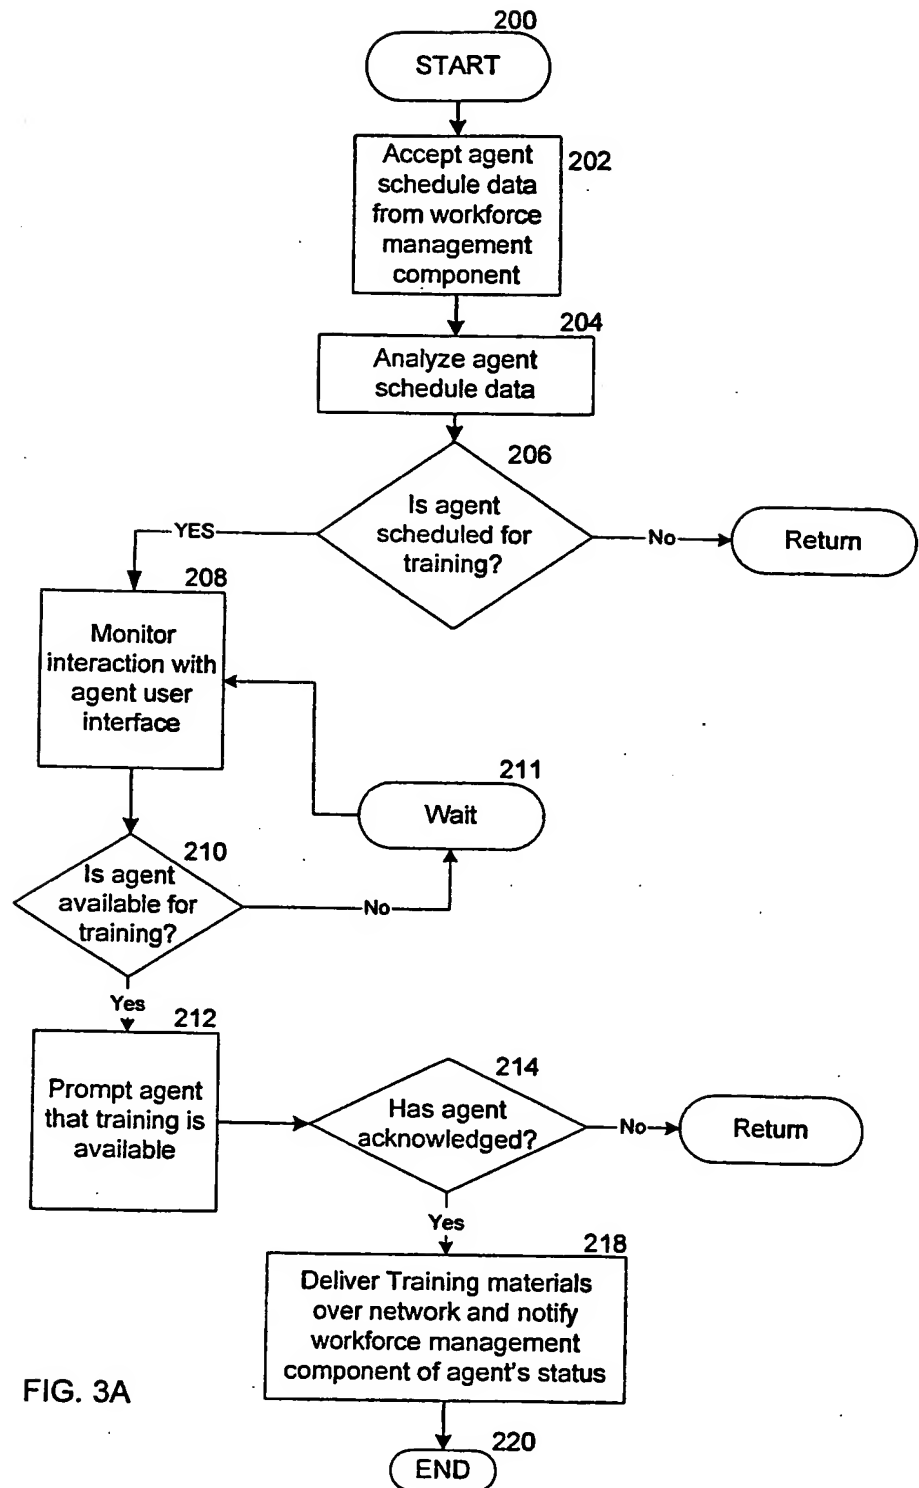 200
START
202
Accept agent
schedule data
from workforce
management
component
204
Analyze agent
schedule data
206
Is agent
scheduled for
training?
YES
No
Return
208
Monitor
interaction with
agent user
interface
211
Wait
210
Is agent
available for
training?
No
Yes
212
Prompt agent
that training is
available
214
Has agent
acknowledged?
No
Return
Yes
218
Deliver Training materials
over network and notify
workforce management
component of agent's status
FIG. 3A
220
END